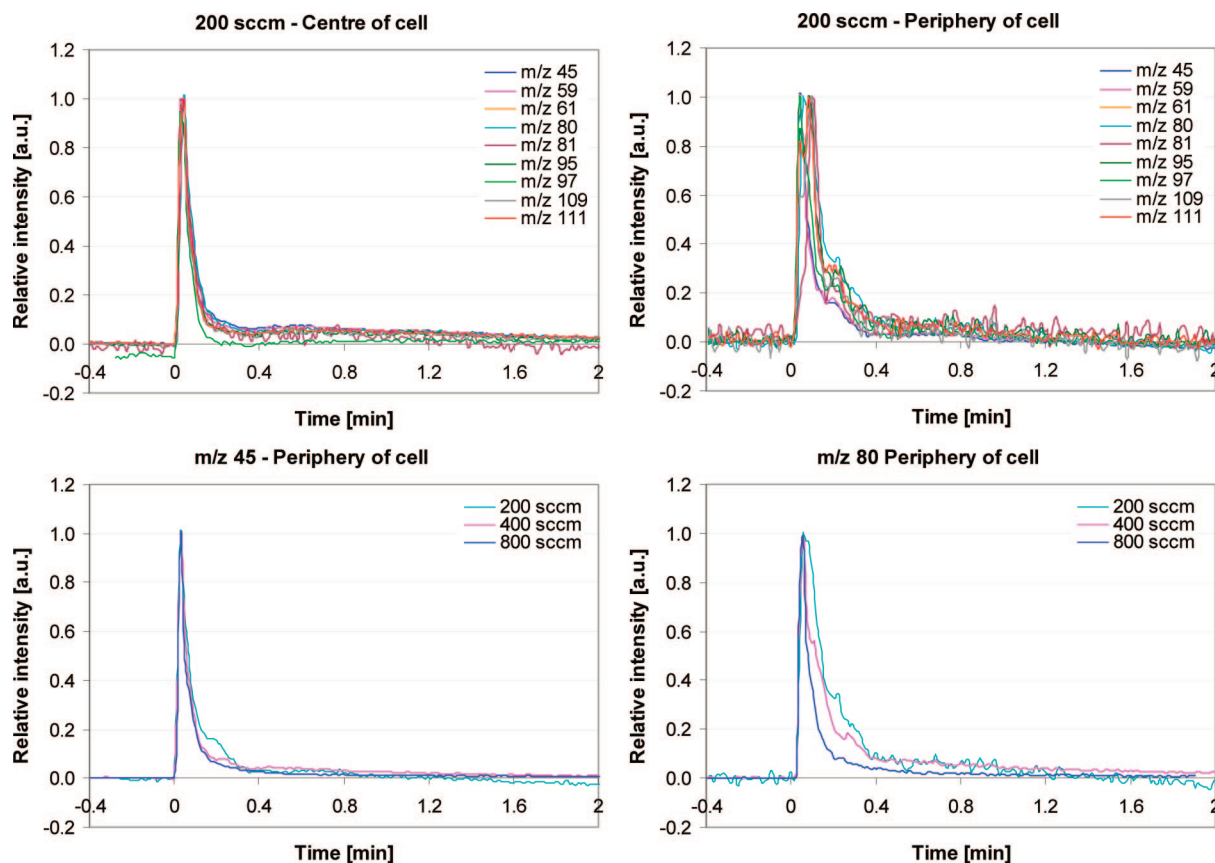 200 sccm - Centre of cell
1.2
1.0
0.8
0.6
0.4
0.2
0.0
-0.2
-0.4
0
0.4
0.8
1.2
1.6
2
Relative intensity [a.u.]
Time [min]
m/z 45
m/z 59
m/z 61
m/z 80
m/z 81
m/z 95
m/z 97
m/z 109
m/z 111
200 sccm - Periphery of cell
1.2
1.0
0.8
0.6
0.4
0.2
0.0
-0.2
-0.4
0
0.4
0.8
1.2
1.6
2
Relative intensity [a.u.]
Time [min]
m/z 45
m/z 59
m/z 61
m/z 80
m/z 81
m/z 95
m/z 97
m/z 109
m/z 111
m/z 45 - Periphery of cell
1.2
1.0
0.8
0.6
0.4
0.2
0.0
-0.2
-0.4
0
0.4
0.8
1.2
1.6
2
Relative intensity [a.u.]
Time [min]
200 sccm
400 sccm
800 sccm
m/z 80 Periphery of cell
1.2
1.0
0.8
0.6
0.4
0.2
0.0
-0.2
-0.4
0
0.4
0.8
1.2
1.6
2
Relative intensity [a.u.]
Time [min]
200 sccm
400 sccm
800 sccm